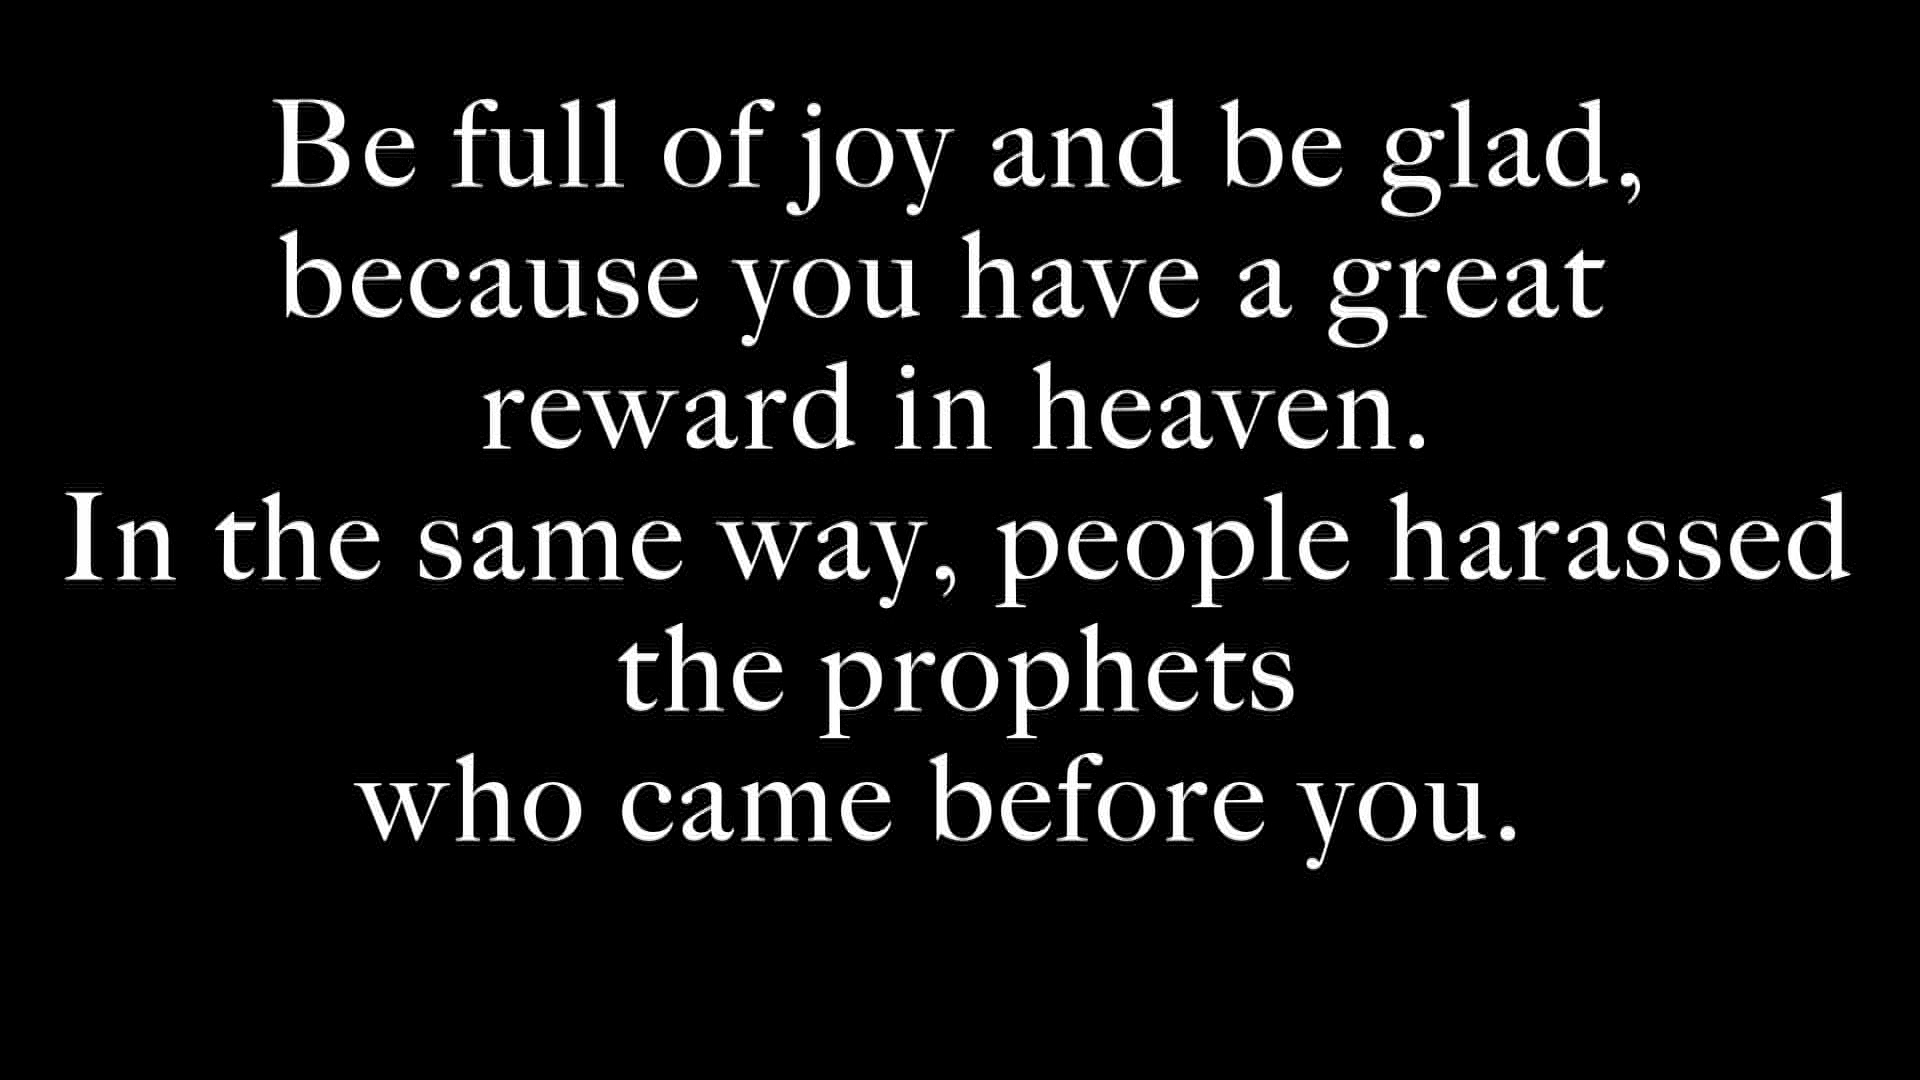 Be full of joy and be glad,
because you have a great
reward in heaven.
In the same way, people harassed
the prophets
who came before you.